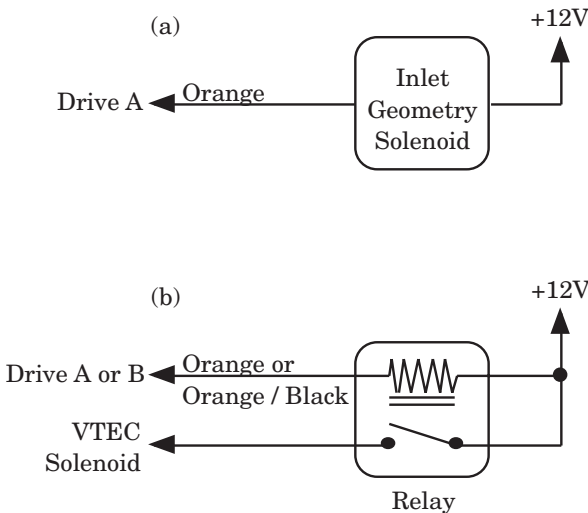 (a)
+12V
Drive A
Orange
Inlet
Geometry
Solenoid
(b)
+12V
Drive A or B
Orange or
Orange / Black
VTEC
Solenoid
Relay